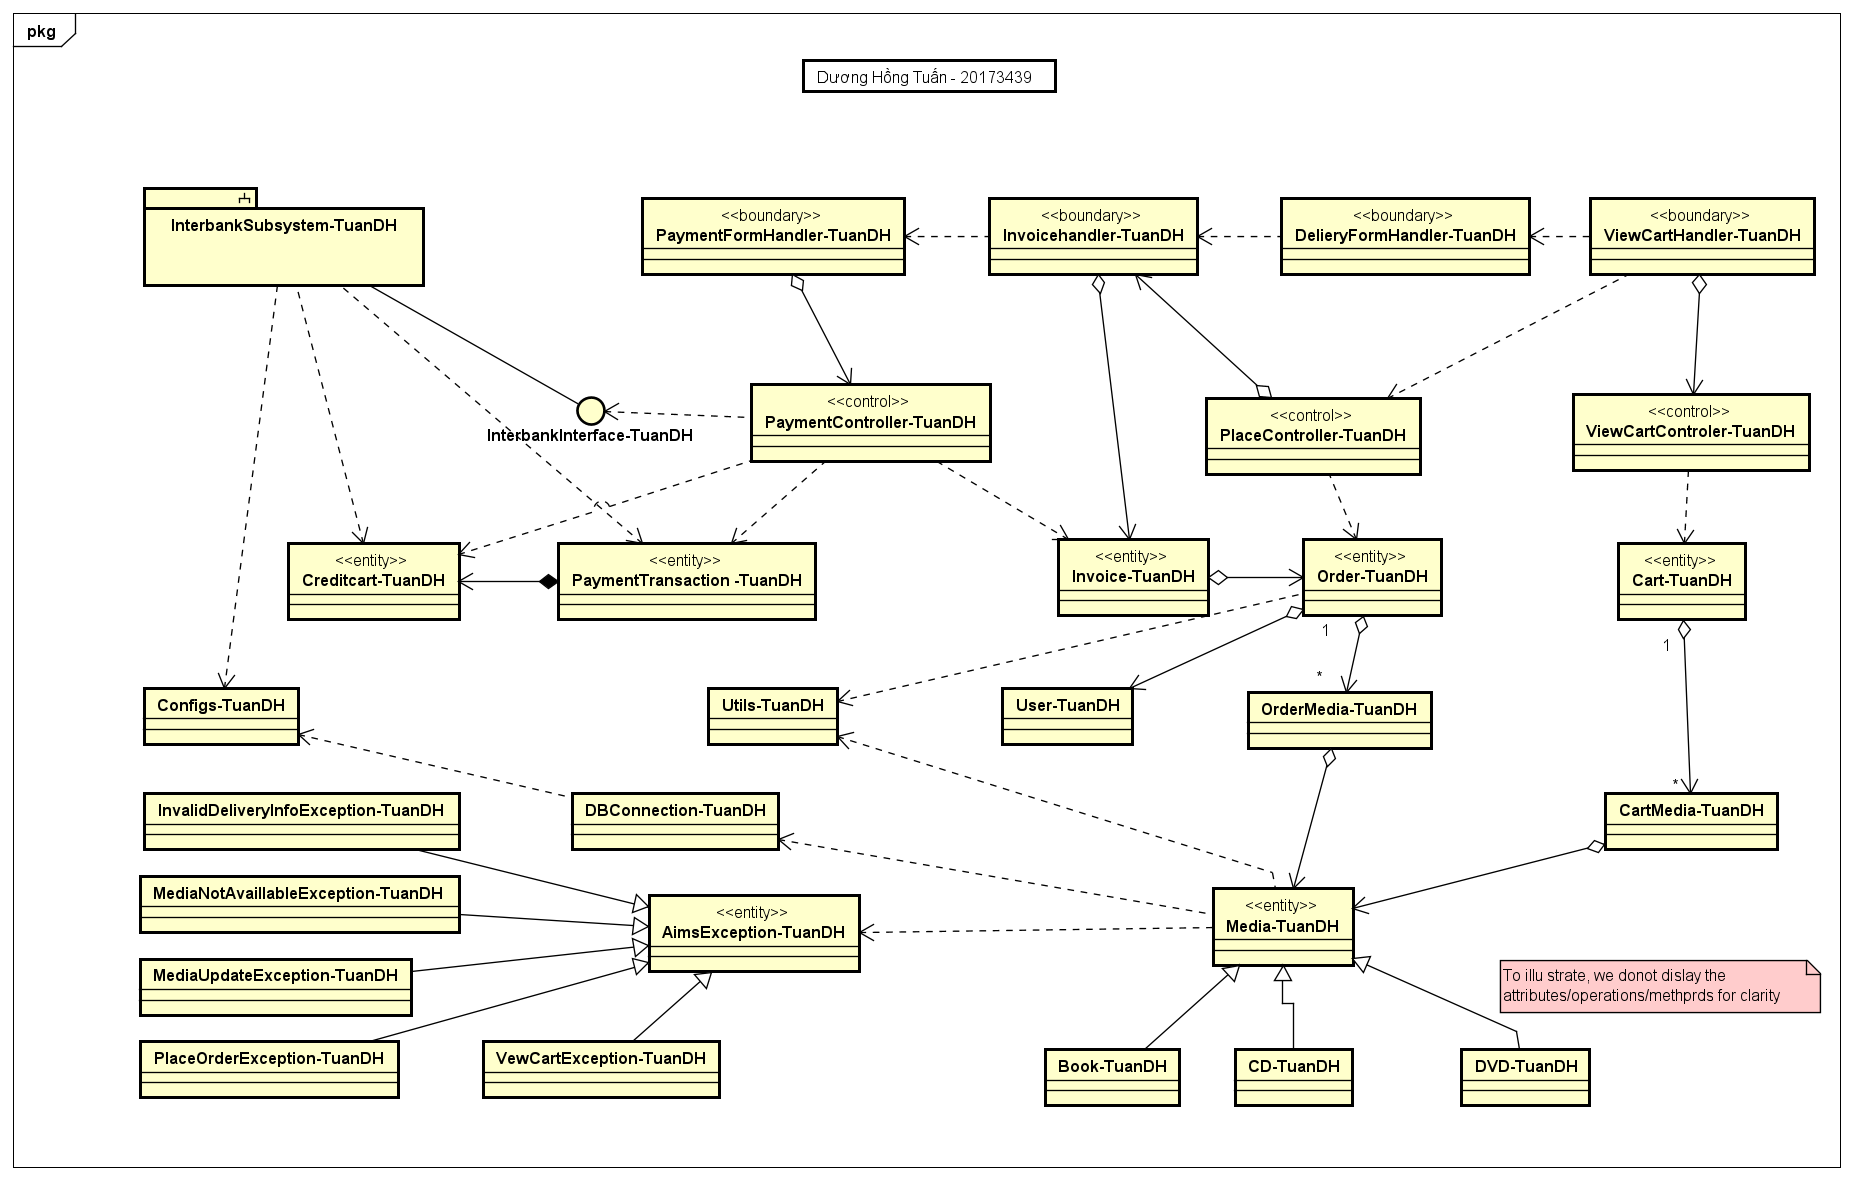 pkg
Dương Hồng Tuấn - 20173439
InterbankSubsystem-TuanDH
<<boundary>>
PaymentFormHandler-TuanDH
<<boundary>>
Invoicehandler-TuanDH
<<boundary>>
DelieryFormHandler-TuanDH
<<boundary>>
ViewCartHandler-TuanDH
InterbankInterface-TuanDH
<<control>>
PaymentController-TuanDH
<<control>>
PlaceController-TuanDH
<<control>>
ViewCartControler-TuanDH
<<entity>>
Creditcart-TuanDH
<<entity>>
PaymentTransaction -TuanDH
<<entity>>
Invoice-TuanDH
<<entity>>
Order-TuanDH
<<entity>>
Cart-TuanDH
1
*
1
*
Configs-TuanDH
Utils-TuanDH
User-TuanDH
OrderMedia-TuanDH
InvalidDeliveryInfoException-TuanDH
DBConnection-TuanDH
CartMedia-TuanDH
MediaNotAvaillableException-TuanDH
<<entity>>
AimsException-TuanDH
<<entity>>
Media-TuanDH
MediaUpdateException-TuanDH
To illu strate, we donot dislay the
attributes/operations/methprds for clarity
PlaceOrderException-TuanDH
VewCartException-TuanDH
Book-TuanDH
CD-TuanDH
DVD-TuanDH